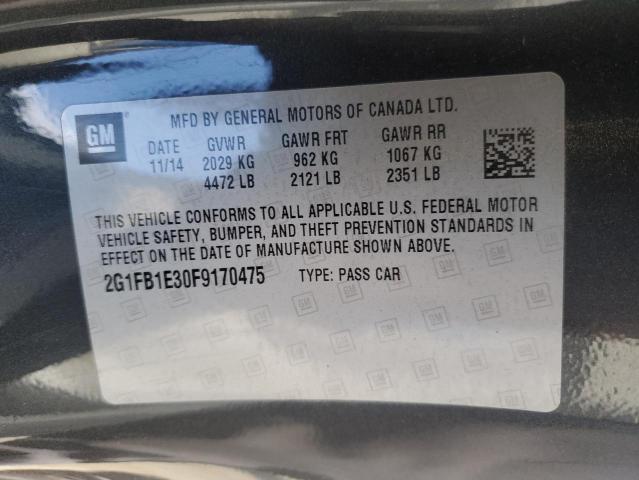 GM
MFD BY GENERAL MOTORS OF CANADA LTD.
DATE GVWR GAWR FRT GAWR RR
11/14 2029 KG 962 KG 1067 KG
4472 LB 2121 LB 2351 LB
THIS VEHICLE CONFORMS TO ALL APPLICABLE U.S. FEDERAL MOTOR
VEHICLE SAFETY, BUMPER, AND THEFT PREVENTION STANDARDS IN
EFFECT ON THE DATE OF MANUFACTURE SHOWN ABOVE.
2G1FB1E30F9170475 TYPE: PASS CAR